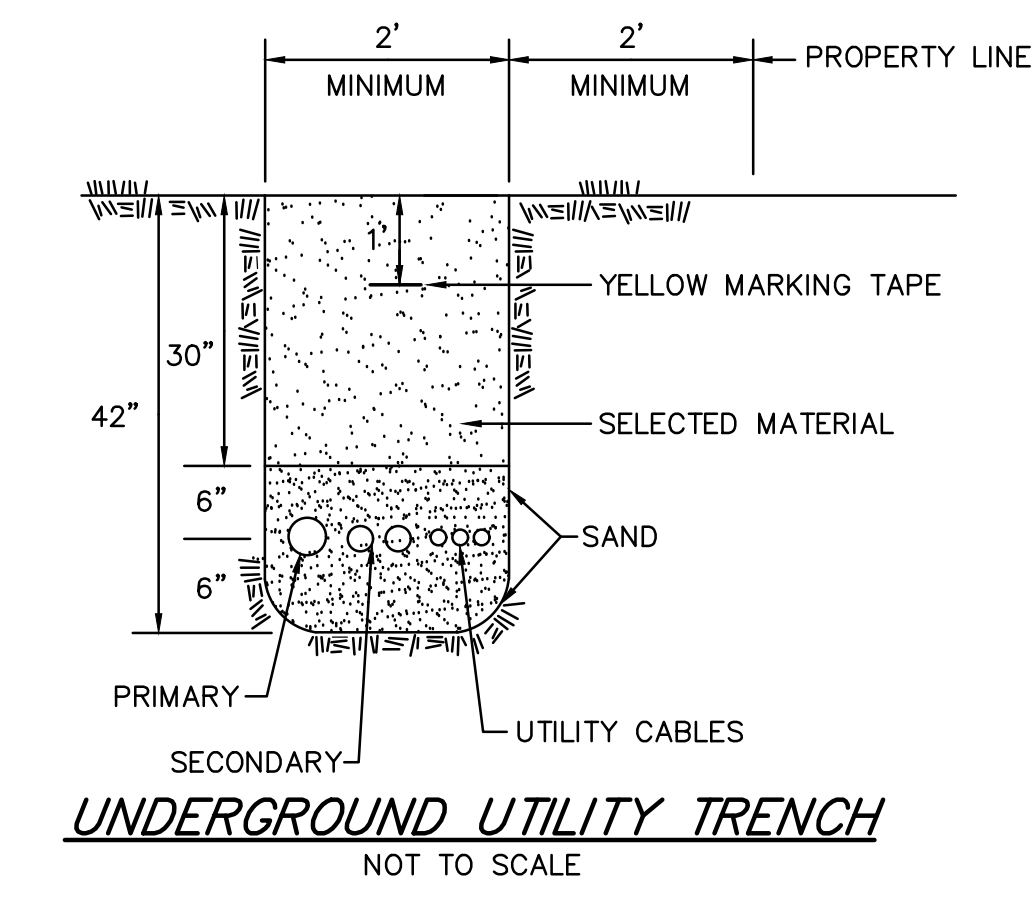 2’ 2’ PROPERTY LINE
MINIMUM MINIMUM
1’
YELLOW MARKING TAPE
30”
42”
SELECTED MATERIAL
6”
SAND
6”
PRIMARY
UTILITY CABLES
SECONDARY
UNDERGROUND UTILITY TRENCH
NOT TO SCALE